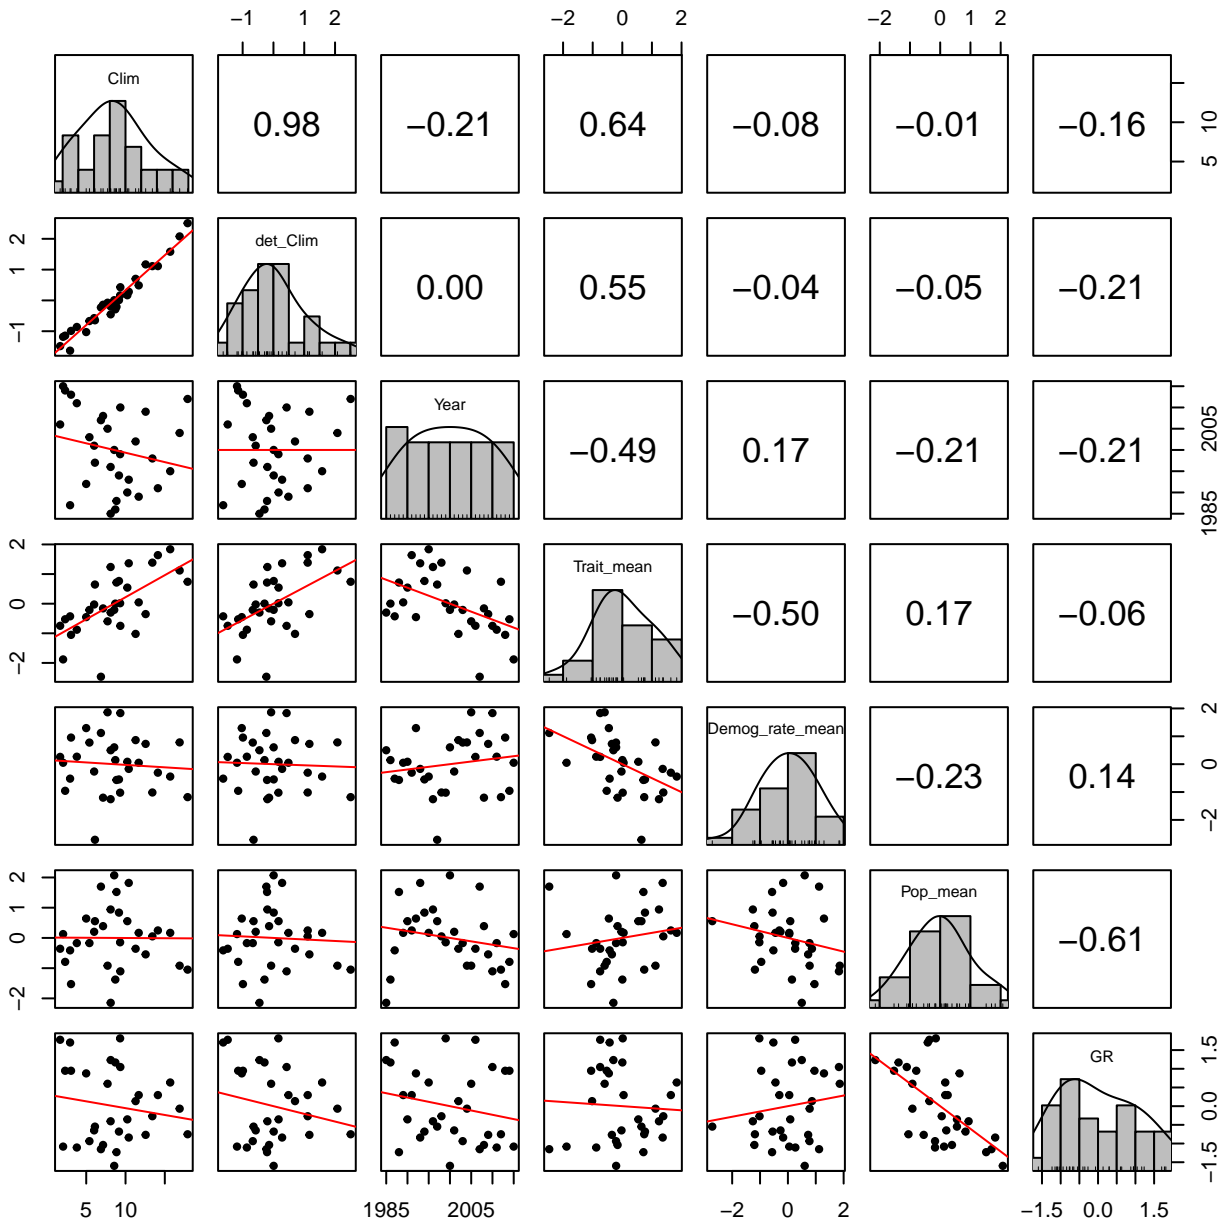 −1 1 2 −2 0 2 −2 0 2
Clim 0.98 −0.21 0.64 −0.08 −0.01 −0.16 5 10
−1 1 2 det_Clim 0.00 0.55 −0.04 −0.05 −0.21
Year −0.49 0.17 −0.21 −0.21 1985 2005
−2 0 2 Trait_mean −0.50 0.17 −0.06
Demog_rate_mean −0.23 0.14 −2 0 2
−2 0 1 2 Pop_mean −0.61
GR −1.5 0.0 1.5
5 10 1985 2005 −2 0 2 −1.5 0.0 1.5